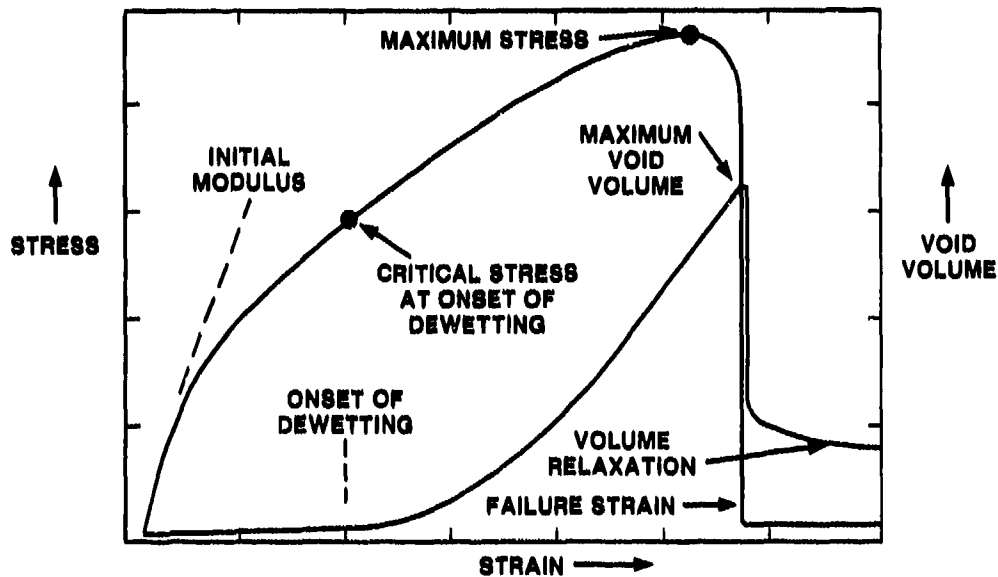 MAXIMUM STRESS
MAXIMUM
VOID
VOLUME
INITIAL
MODULUS
STRESS
VOID
VOLUME
CRITICAL STRESS
AT ONSET OF
DEWETTING
ONSET OF
DEWETTING
VOLUME
RELAXATION
FAILURE STRAIN
STRAIN